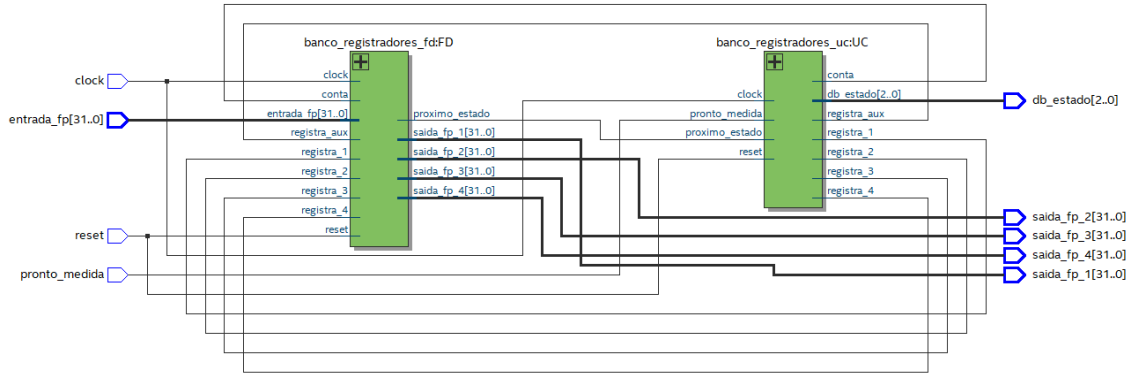 banco_registradores_fd:FD
banco_registradores_uc:UC
clock
entrada_fp[31..0]
reset
pronto_medida
clock
conta
entrada_fp[31..0]
registra_aux
registra_1
registra_2
registra_3
registra_4
reset
proximo_estado
saida_fp_1[31..0]
saida_fp_2[31..0]
saida_fp_3[31..0]
saida_fp_4[31..0]
clock
pronto_medida
proximo_estado
reset
conta
db_estado[2..0]
registra_aux
registra_1
registra_2
registra_3
registra_4
db_estado[2..0]
saida_fp_2[31..0]
saida_fp_3[31..0]
saida_fp_4[31..0]
saida_fp_1[31..0]